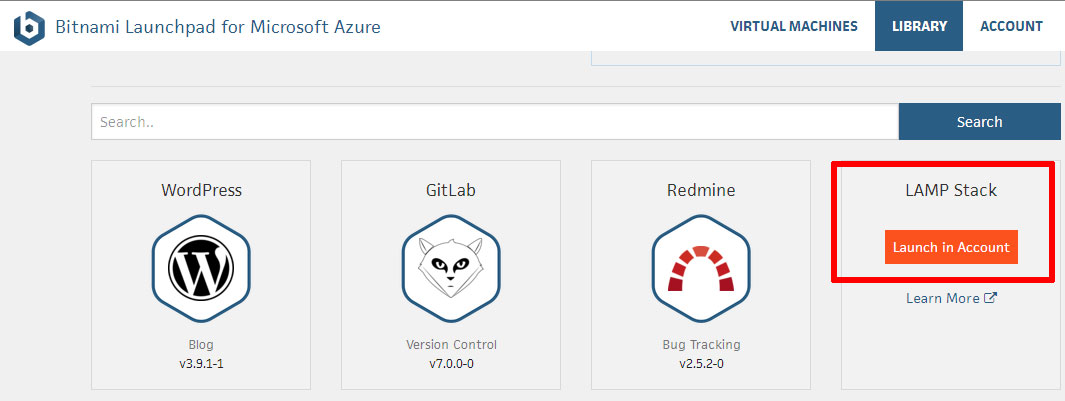 Bitnami Launchpad for Microsoft Azure
VIRTUAL MACHINES
LIBRARY
ACCOUNT
Search..
Search
WordPress
Blog
v3.9.1-1
GitLab
Version Control
v7.0.0-0
Redmine
Bug Tracking
v2.5.2-0
LAMP Stack
Launch in Account
Learn More